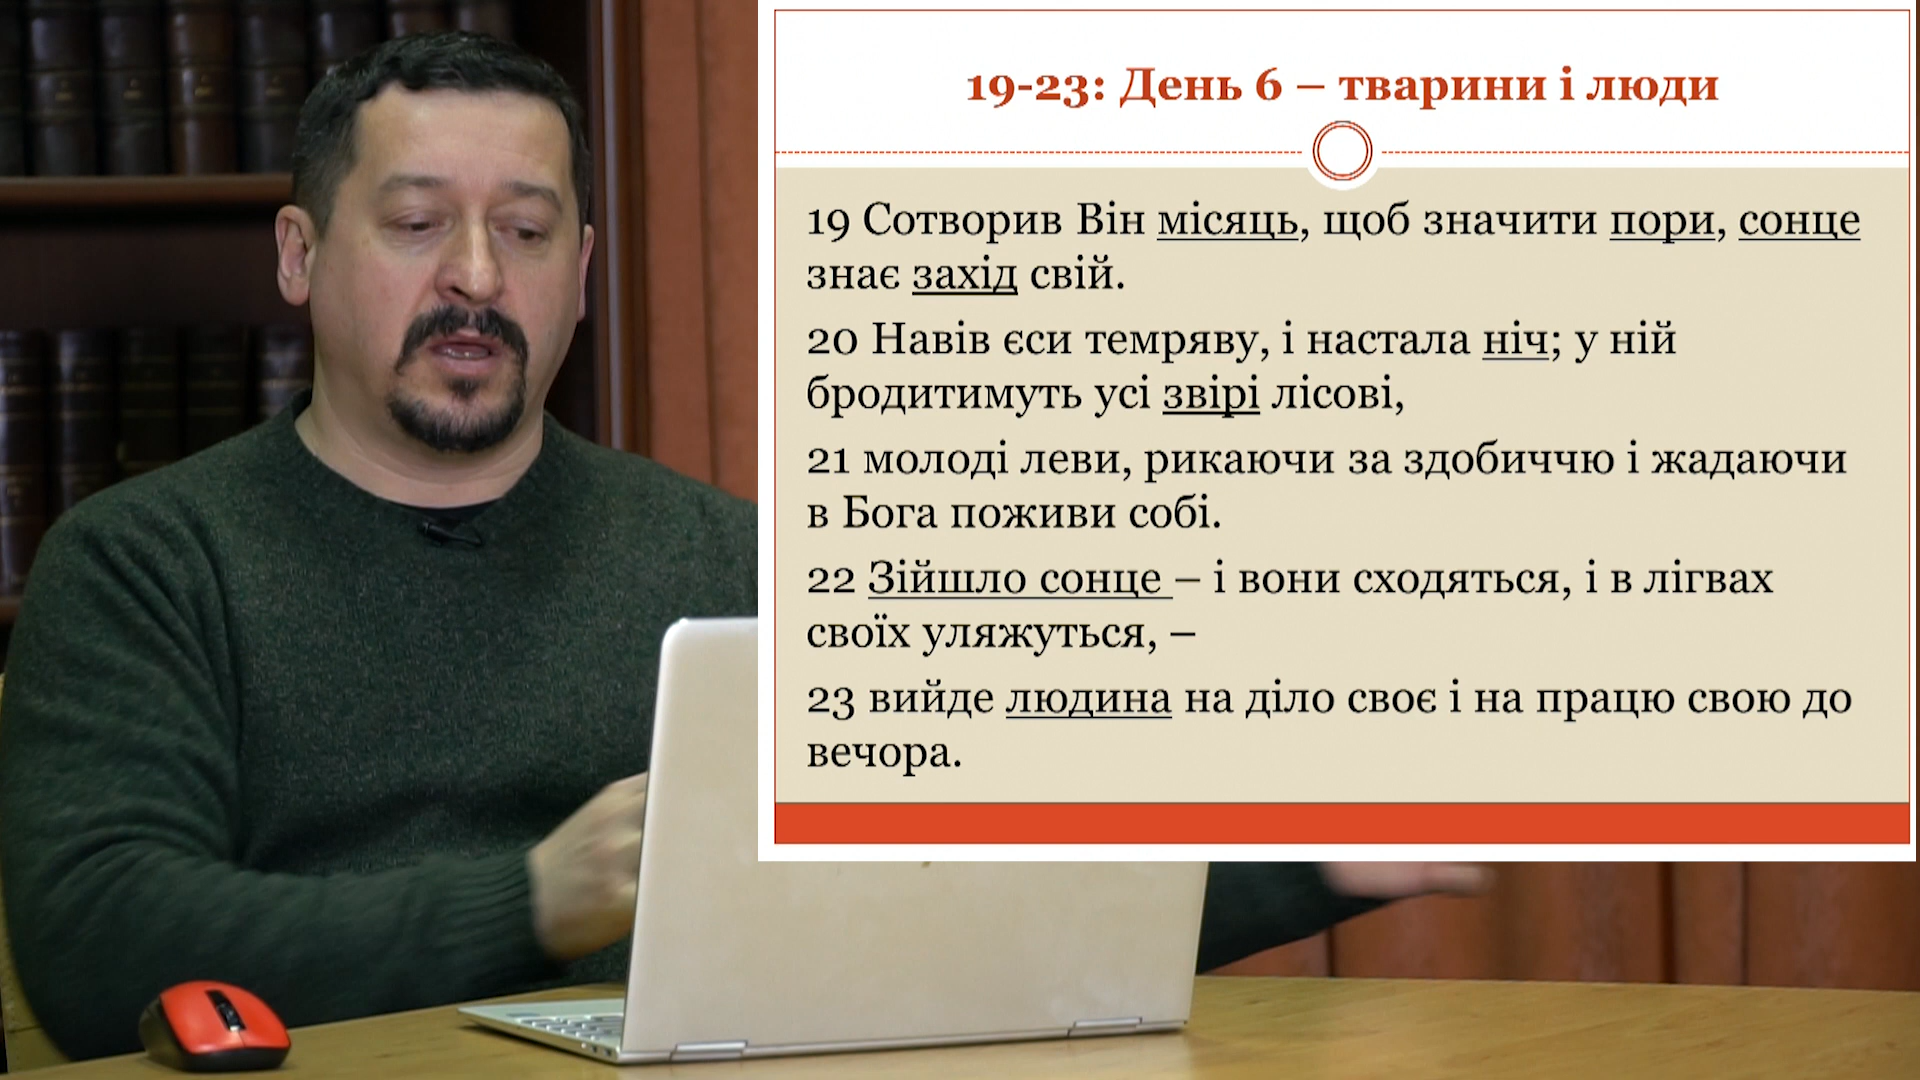 19-23: День 6 – тварини і люди
19 Сотворив Він місяць, щоб значити пори, сонце
знає захід свій.
20 Навів єси темряву, і настала ніч; у ній
бродитимуть усі звірі лісові,
21 молоді леви, рикаючи за здобиччю і жадаючи
в Бога поживи собі.
22 Зійшло сонце – і вони сходяться, і в лігвах
своїх уляжуться, –
23 вийде людина на діло своє і на працю свою до
вечора.